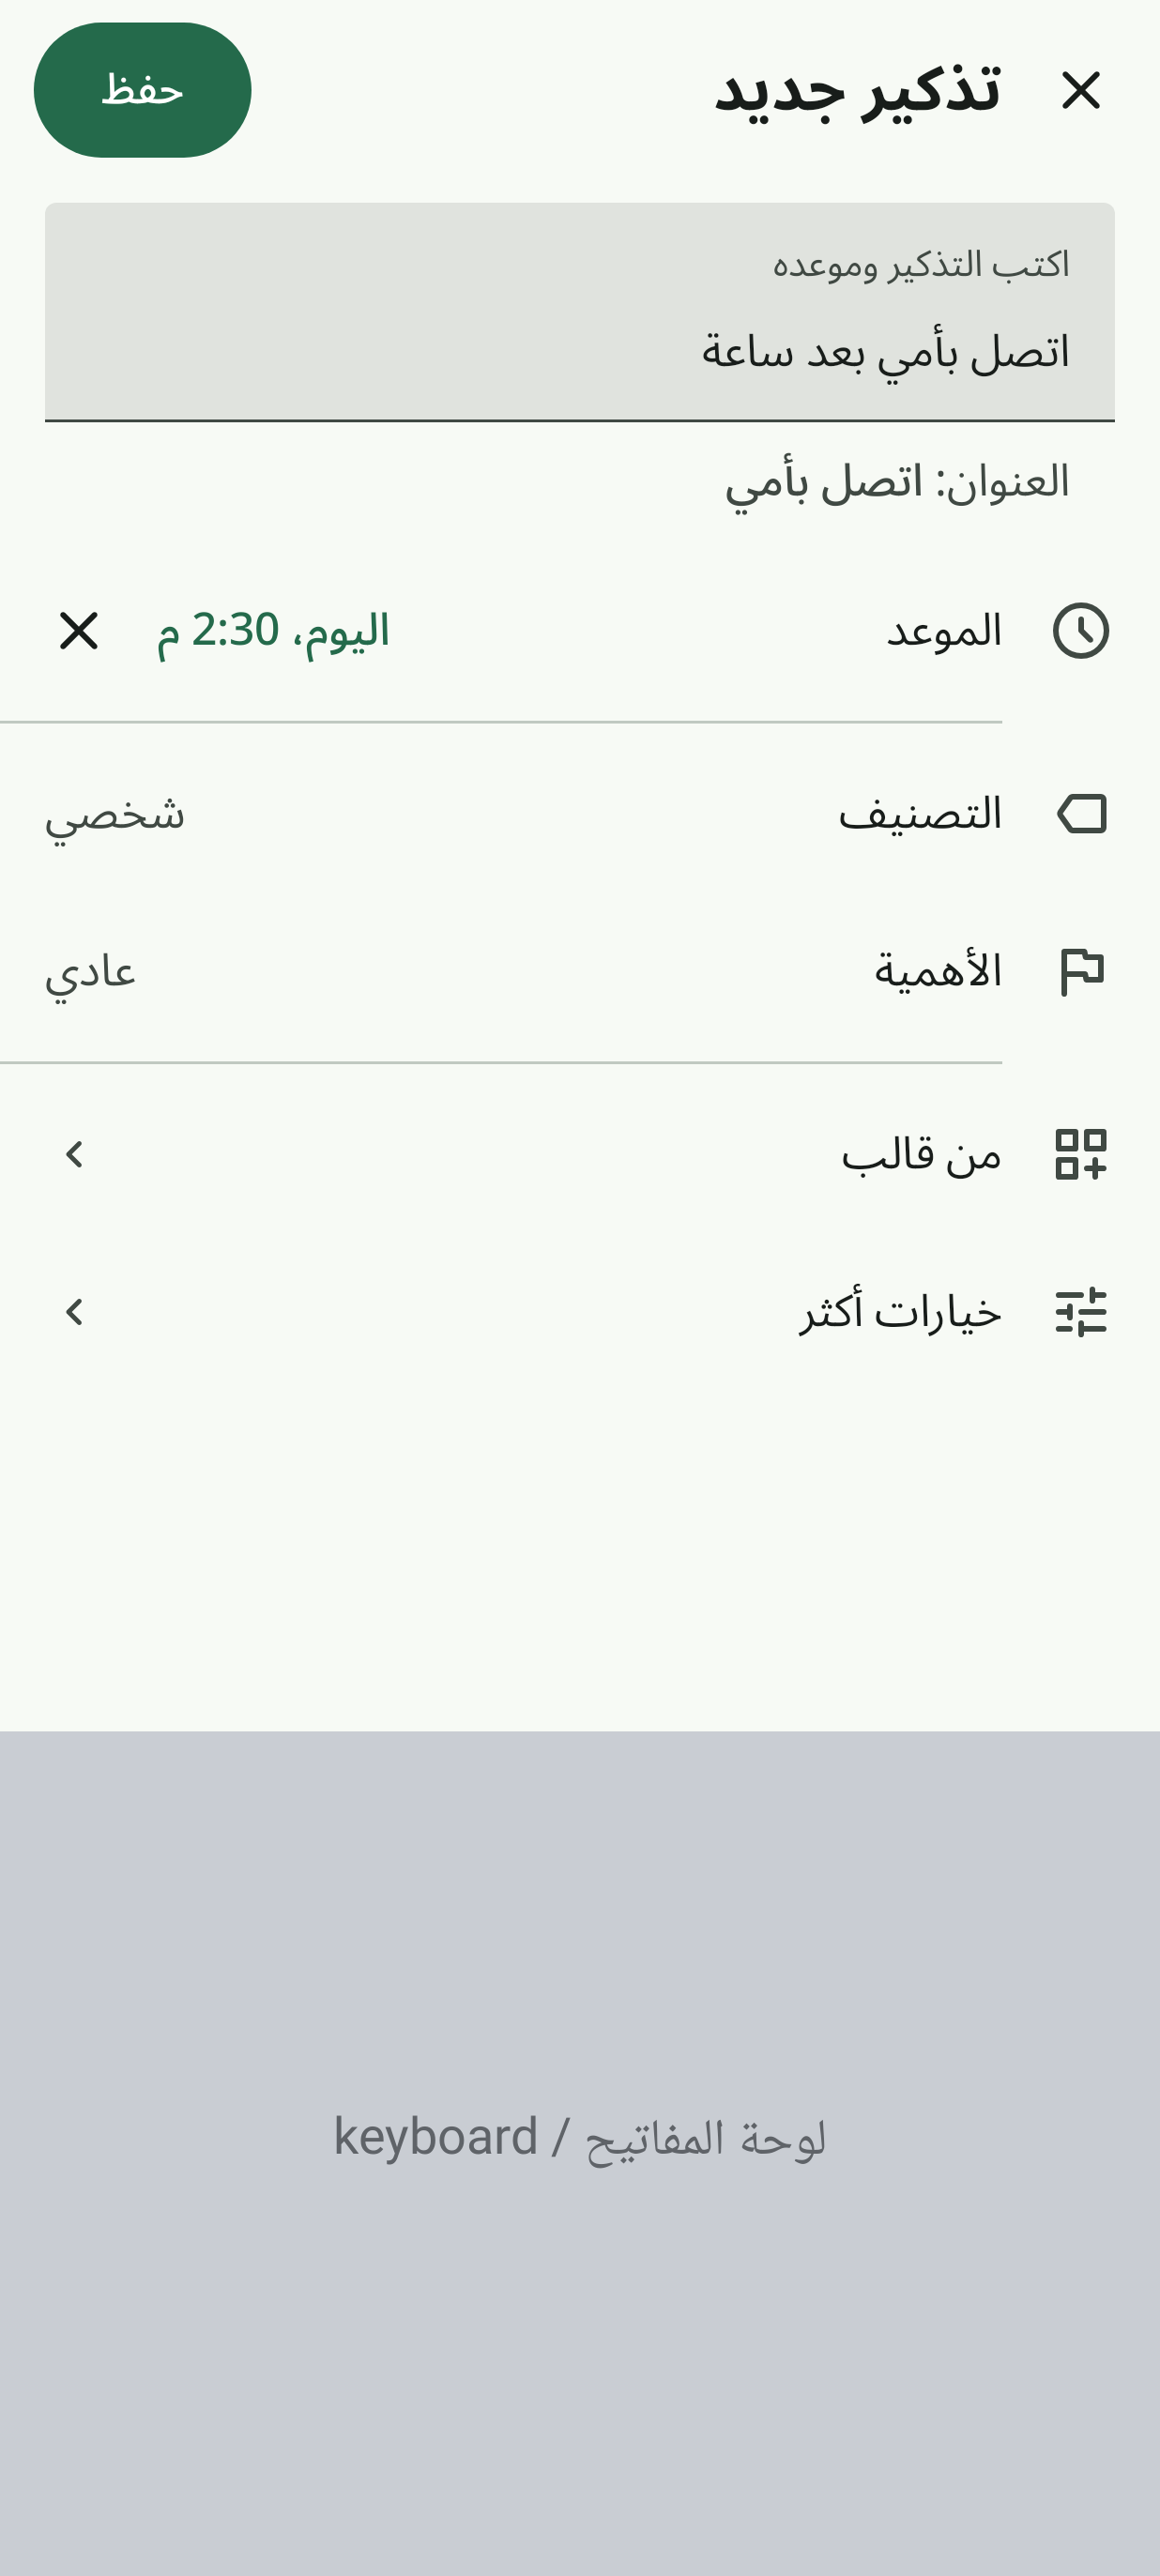 تذكير جديد
حفظ
اكتب التذكير وموعده
اتصل بأمي بعد ساعة
العنوان: اتصل بأمي
الموعد
اليوم، 2:30 م
التصنيف
شخصي
الأهمية
عادي
من قالب
خيارات أكثر
لوحة المفاتيح / keyboard